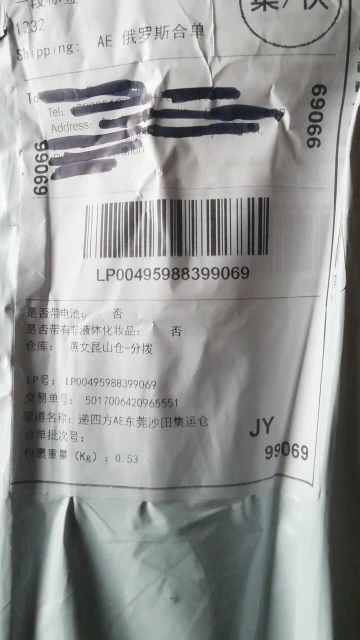 1232
集/快
Shipping: AE 俄罗斯合单
To
Tel:
Address:
99069
99069
LP00495988399069
是否带电池: 否
是否带有非液体化妆品: 否
仓库: 燕文昆山仓-分拨
LP号: LP00495988399069
交易单号: 5017006420965551
渠道名称: 递四方AE东莞沙田集运仓
合单批次号:
包裹重量(Kg): 0.53
JY
99069